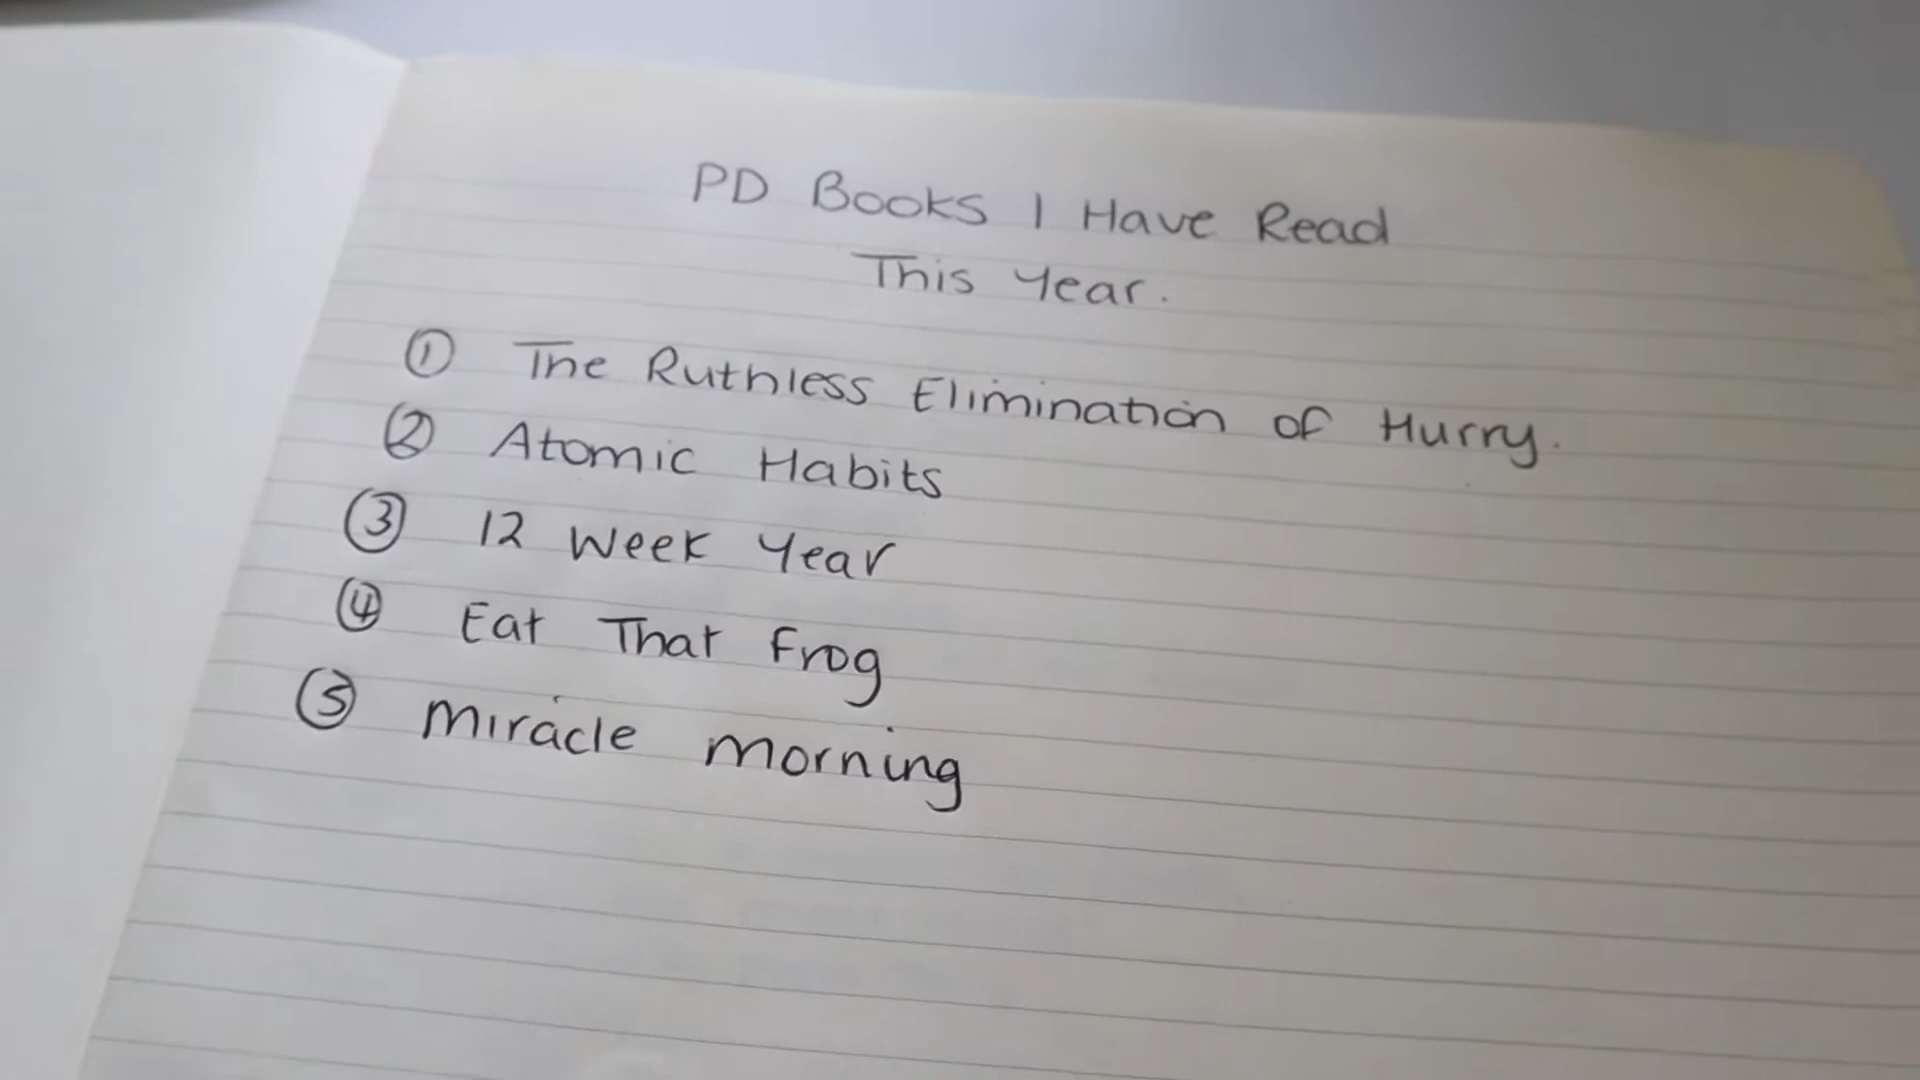 PD Books I Have Read
This Year.
① The Ruthless Elimination of Hurry.
② Atomic Habits
③ 12 Week Year
④ Eat That Frog
⑤ Miracle Morning